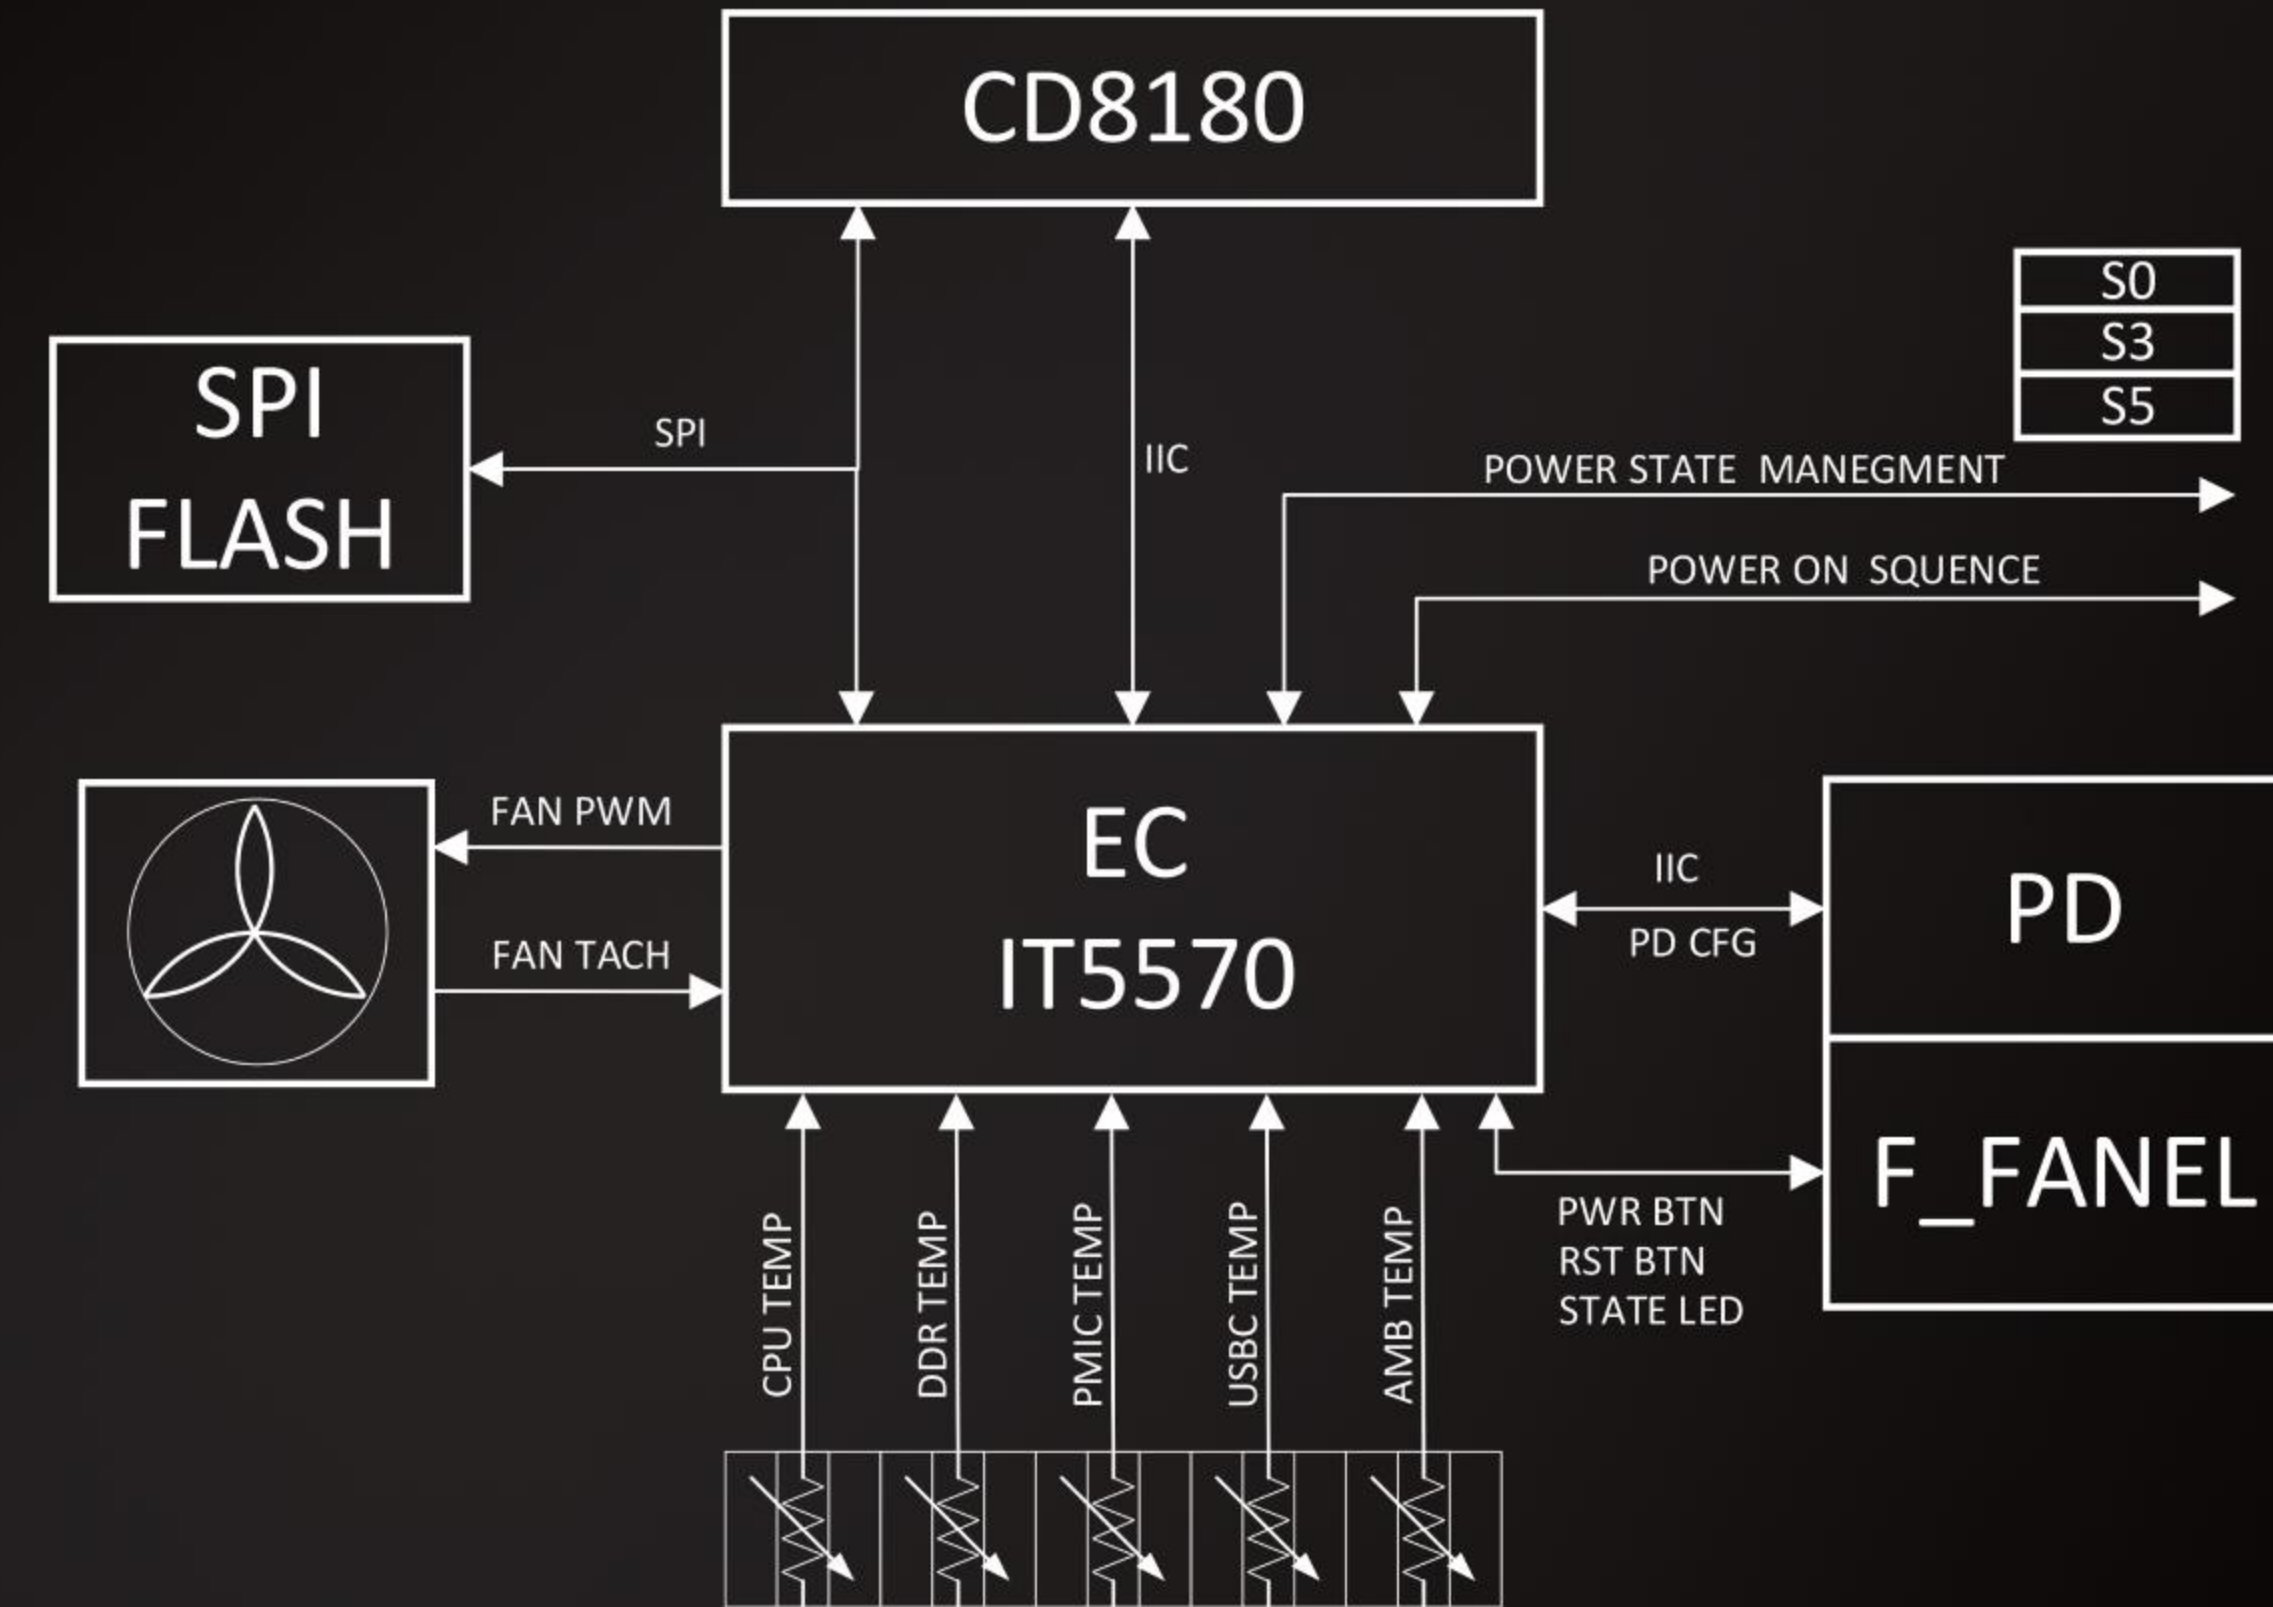 CD8180
S0
S3
S5
SPI
FLASH
SPI
IIC
POWER STATE  MANEGMENT
POWER ON  SQUENCE
FAN PWM
FAN TACH
EC
IT5570
IIC
PD CFG
PD
F_FANEL
PWR BTN
RST BTN
STATE LED
CPU TEMP
DDR TEMP
PMIC TEMP
USBC TEMP
AMB TEMP